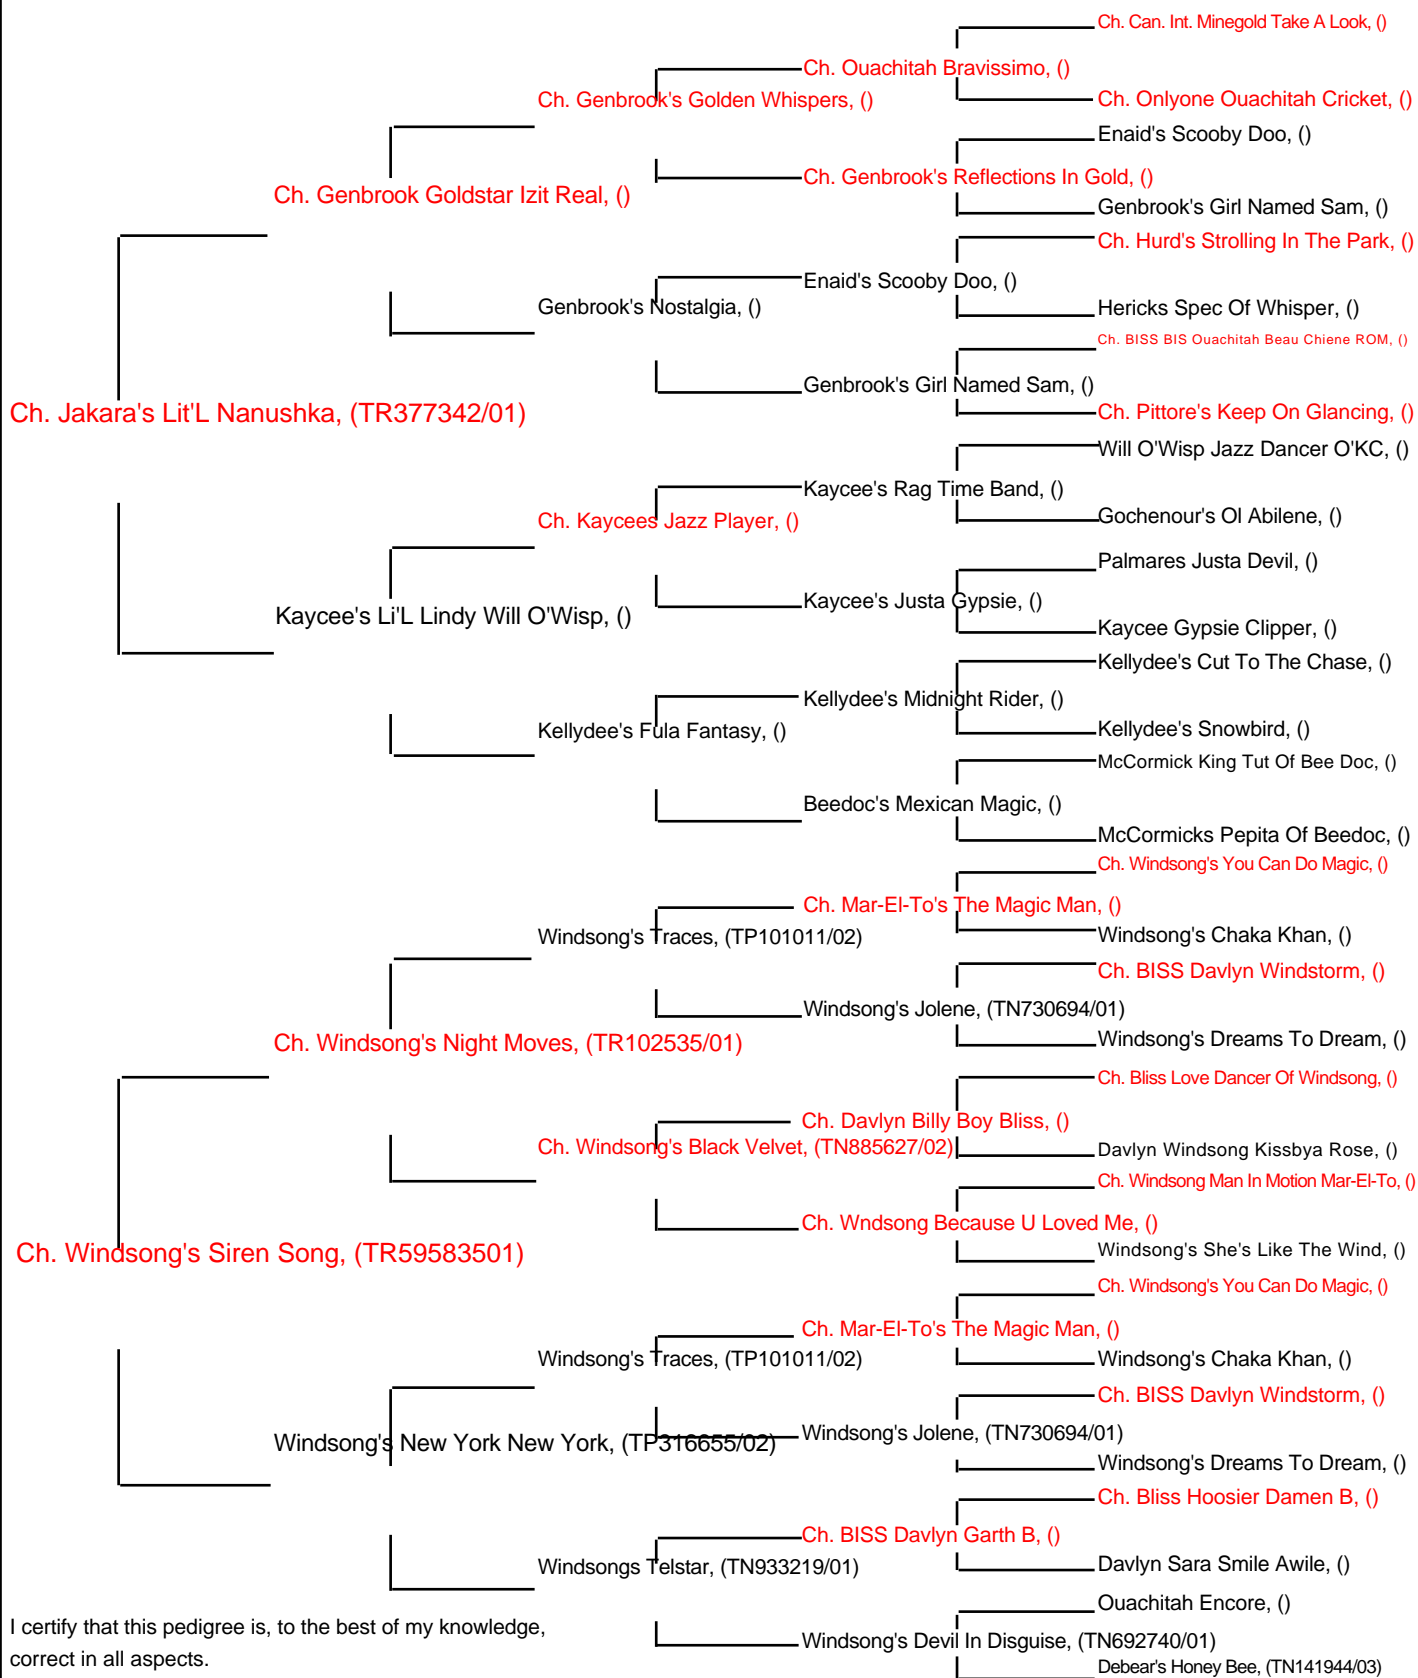 Ch. Can. Int. Minegold Take A Look, ()
Ch. Ouachitah Bravissimo, ()
Ch. Genbrook's Golden Whispers, ()
Ch. Onlyone Ouachitah Cricket, ()
Enaid's Scooby Doo, ()
Ch. Genbrook's Reflections In Gold, ()
Ch. Genbrook Goldstar Izit Real, ()
Genbrook's Girl Named Sam, ()
Ch. Hurd's Strolling In The Park, ()
Enaid's Scooby Doo, ()
Genbrook's Nostalgia, ()
Hericks Spec Of Whisper, ()
Ch. BISS BIS Ouachitah Beau Chiene ROM, ()
Genbrook's Girl Named Sam, ()
Ch. Jakara's Lit'L Nanushka, (TR377342/01)
Ch. Pittore's Keep On Glancing, ()
Will O'Wisp Jazz Dancer O'KC, ()
Kaycee's Rag Time Band, ()
Ch. Kaycees Jazz Player, ()
Gochenour's Ol Abilene, ()
Palmares Justa Devil, ()
Kaycee's Justa Gypsie, ()
Kaycee's Li'L Lindy Will O'Wisp, ()
Kaycee Gypsie Clipper, ()
Kellydee's Cut To The Chase, ()
Kellydee's Midnight Rider, ()
Kellydee's Fula Fantasy, ()
Kellydee's Snowbird, ()
McCormick King Tut Of Bee Doc, ()
Beedoc's Mexican Magic, ()
McCormicks Pepita Of Beedoc, ()
Ch. Windsong's You Can Do Magic, ()
Ch. Mar-El-To's The Magic Man, ()
Windsong's Traces, (TP101011/02)
Windsong's Chaka Khan, ()
Ch. BISS Davlyn Windstorm, ()
Windsong's Jolene, (TN730694/01)
Ch. Windsong's Night Moves, (TR102535/01)
Windsong's Dreams To Dream, ()
Ch. Bliss Love Dancer Of Windsong, ()
Ch. Davlyn Billy Boy Bliss, ()
Ch. Windsong's Black Velvet, (TN885627/02)
Davlyn Windsong Kissbya Rose, ()
Ch. Windsong Man In Motion Mar-El-To, ()
Ch. Wndsong Because U Loved Me, ()
Ch. Windsong's Siren Song, (TR59583501)
Windsong's She's Like The Wind, ()
Ch. Windsong's You Can Do Magic, ()
Ch. Mar-El-To's The Magic Man, ()
Windsong's Traces, (TP101011/02)
Windsong's Chaka Khan, ()
Ch. BISS Davlyn Windstorm, ()
Windsong's Jolene, (TN730694/01)
Windsong's New York New York, (TP316655/02)
Windsong's Dreams To Dream, ()
Ch. Bliss Hoosier Damen B, ()
Ch. BISS Davlyn Garth B, ()
Windsongs Telstar, (TN933219/01)
Davlyn Sara Smile Awile, ()
Ouachitah Encore, ()
Windsong's Devil In Disguise, (TN692740/01)
Debear's Honey Bee, (TN141944/03)
I certify that this pedigree is, to the best of my knowledge,
correct in all aspects.